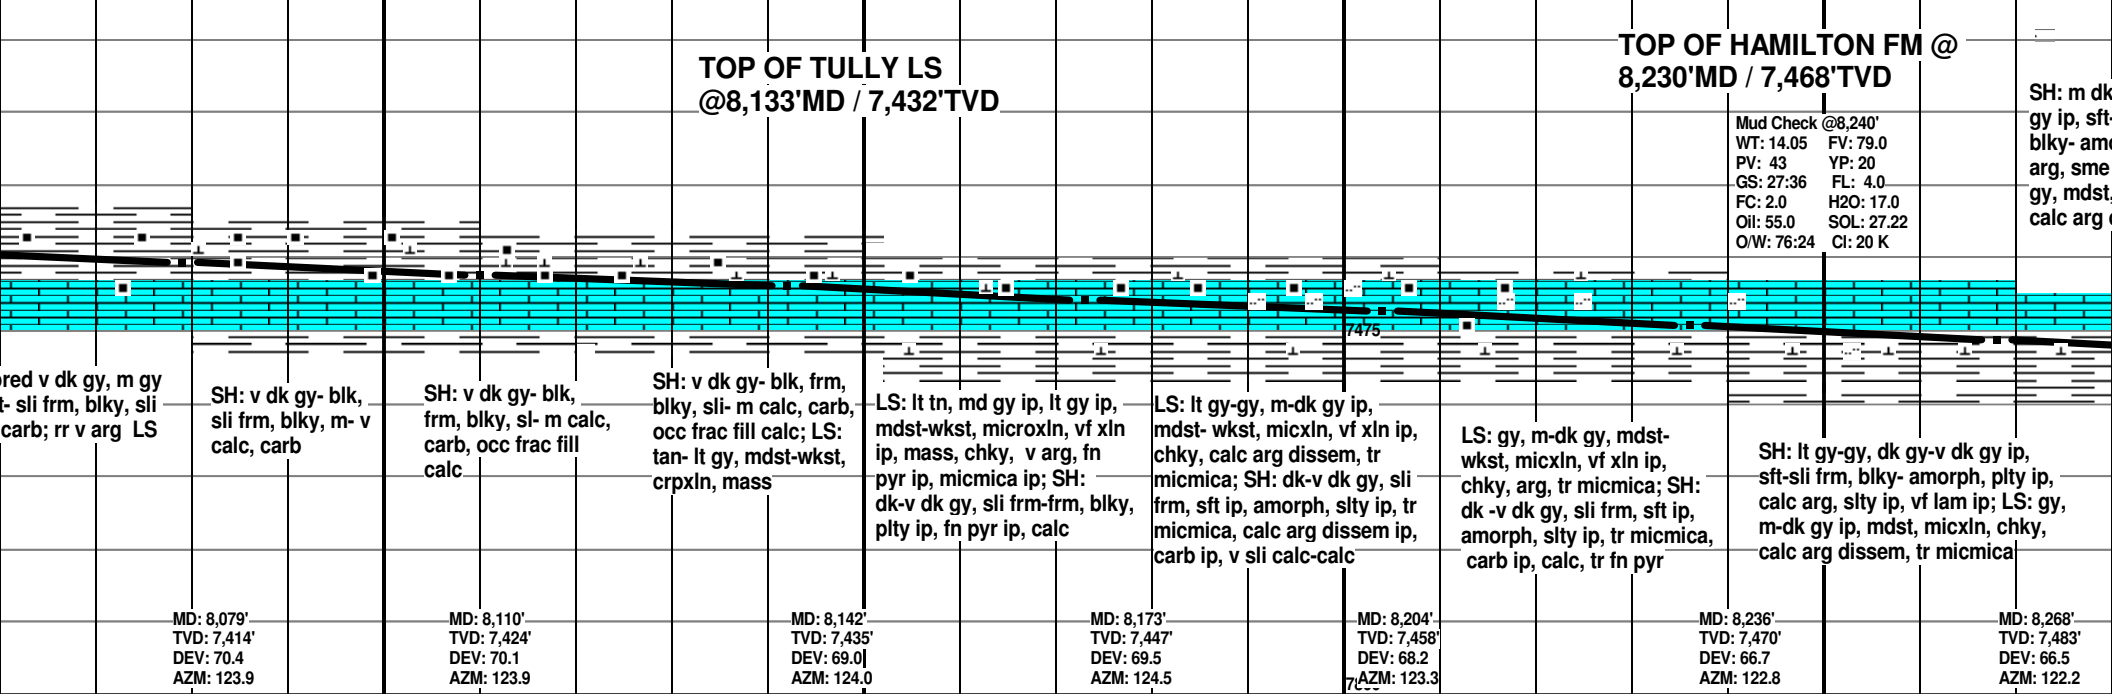 TOP OF TULLY LS
@8,133'MD / 7,432'TVD
TOP OF HAMILTON FM @
8,230'MD / 7,468'TVD
Mud Check @8,240'
WT: 14.05 FV: 79.0
PV: 43 YP: 20
GS: 27:36 FL: 4.0
FC: 2.0 H2O: 17.0
Oil: 55.0 SOL: 27.22
O/W: 76:24 Cl: 20 K
SH: m dk
gy ip, sft-
blky- amo
arg, sme
gy, mdst,
calc arg
7475
v dk gy, m gy
sli frm, blky, sli
carb; rr v arg LS
SH: v dk gy- blk,
sli frm, blky, m- v
calc, carb
SH: v dk gy- blk,
frm, blky, sl- m calc,
carb, occ frac fill
calc
SH: v dk gy- blk, frm,
blky, sli- m calc, carb,
occ frac fill calc; LS:
tan- lt gy, mdst-wkst,
crpxln, mass
LS: lt tn, md gy ip, lt gy ip,
mdst-wkst, microxln, vf xln
ip, mass, chky, v arg, fn
pyr ip, micmica ip; SH:
dk-v dk gy, sli frm-frm, blky,
plty ip, fn pyr ip, calc
LS: lt gy-gy, m-dk gy ip,
mdst- wkst, micxln, vf xln ip,
chky, calc arg dissem, tr
micmica; SH: dk-v dk gy, sli
frm, sft ip, amorph, slty ip, tr
micmica, calc arg dissem ip,
carb ip, v sli calc-calc
LS: gy, m-dk gy, mdst-
wkst, micxln, vf xln ip,
chky, arg, tr micmica; SH:
dk -v dk gy, sli frm, sft ip,
amorph, slty ip, tr micmica,
carb ip, calc, tr fn pyr
SH: lt gy-gy, dk gy-v dk gy ip,
sft-sli frm, blky- amorph, plty ip,
calc arg, slty ip, vf lam ip; LS: gy,
m-dk gy ip, mdst, micxln, chky,
calc arg dissem, tr micmica
MD: 8,079'
TVD: 7,414'
DEV: 70.4
AZM: 123.9
MD: 8,110'
TVD: 7,424'
DEV: 70.1
AZM: 123.9
MD: 8,142'
TVD: 7,435'
DEV: 69.0
AZM: 124.0
MD: 8,173'
TVD: 7,447'
DEV: 69.5
AZM: 124.5
MD: 8,204'
TVD: 7,458'
DEV: 68.2
AZM: 123.3
MD: 8,236'
TVD: 7,470'
DEV: 66.7
AZM: 122.8
MD: 8,268'
TVD: 7,483'
DEV: 66.5
AZM: 122.2